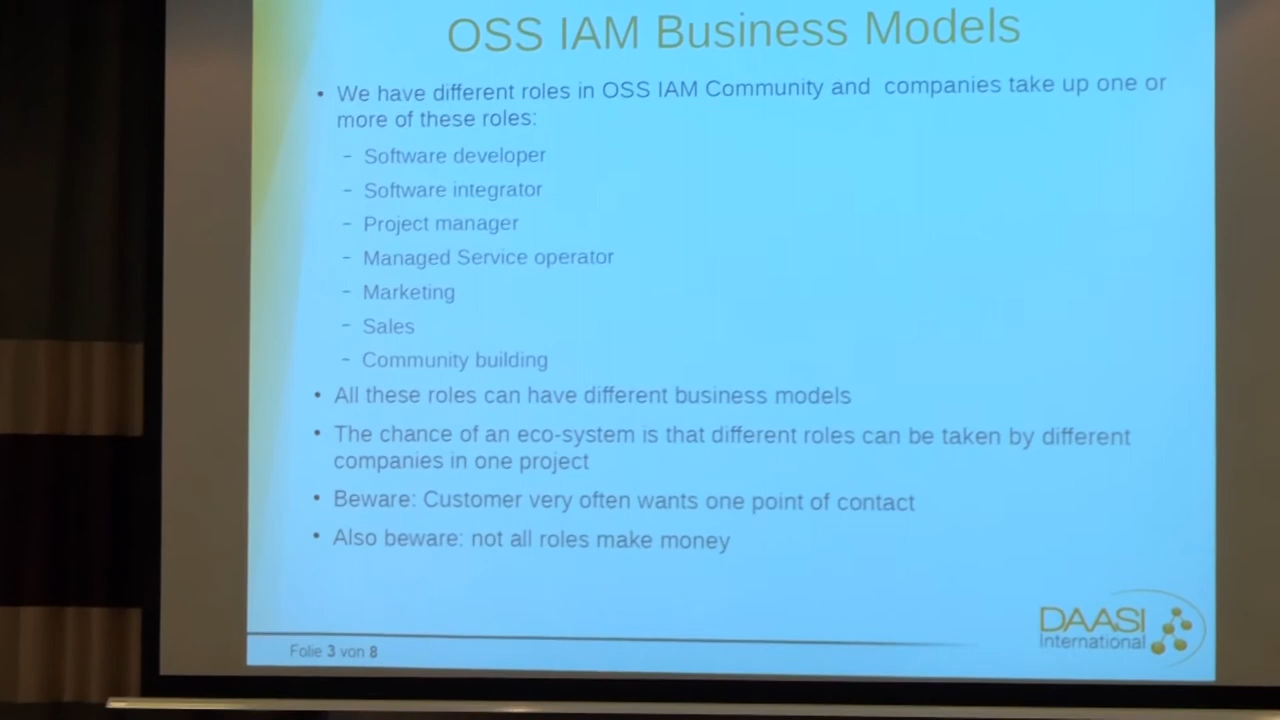 OSS IAM Business Models
• We have different roles in OSS IAM Community and companies take up one or
more of these roles:
– Software developer
– Software integrator
– Project manager
– Managed Service operator
– Marketing
– Sales
– Community building
• All these roles can have different business models
• The chance of an eco-system is that different roles can be taken by different
companies in one project
• Beware: Customer very often wants one point of contact
• Also beware: not all roles make money
Folie 3 von 8
DAASI
International